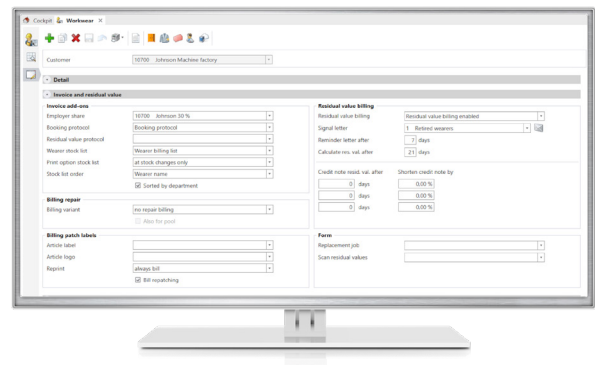 Cockpit Workwear ×
Customer 10700 Johnson Machine factory
Detail
Invoice and residual value
Invoice add-ons
Employer share 10700 Johnson 30 %
Booking protocol Booking protocol
Residual value protocol
Wearer stock list Wearer billing list
Print option stock list at stock changes only
Stock list order Wearer name
Sorted by department
Billing repair
Billing variant no repair billing
Also for pool
Billing patch labels
Article label
Article logo
Reprint always bill
Bill repatching
Residual value billing
Residual value billing Residual value billing enabled
Signal letter 1 Retired wearers
Reminder letter after 7 days
Calculate res. val. after 21 days
Credit note resid. val. after Shorten credit note by
0 days 0,00 %
0 days 0,00 %
0 days 0,00 %
Form
Replacement job
Scan residual values